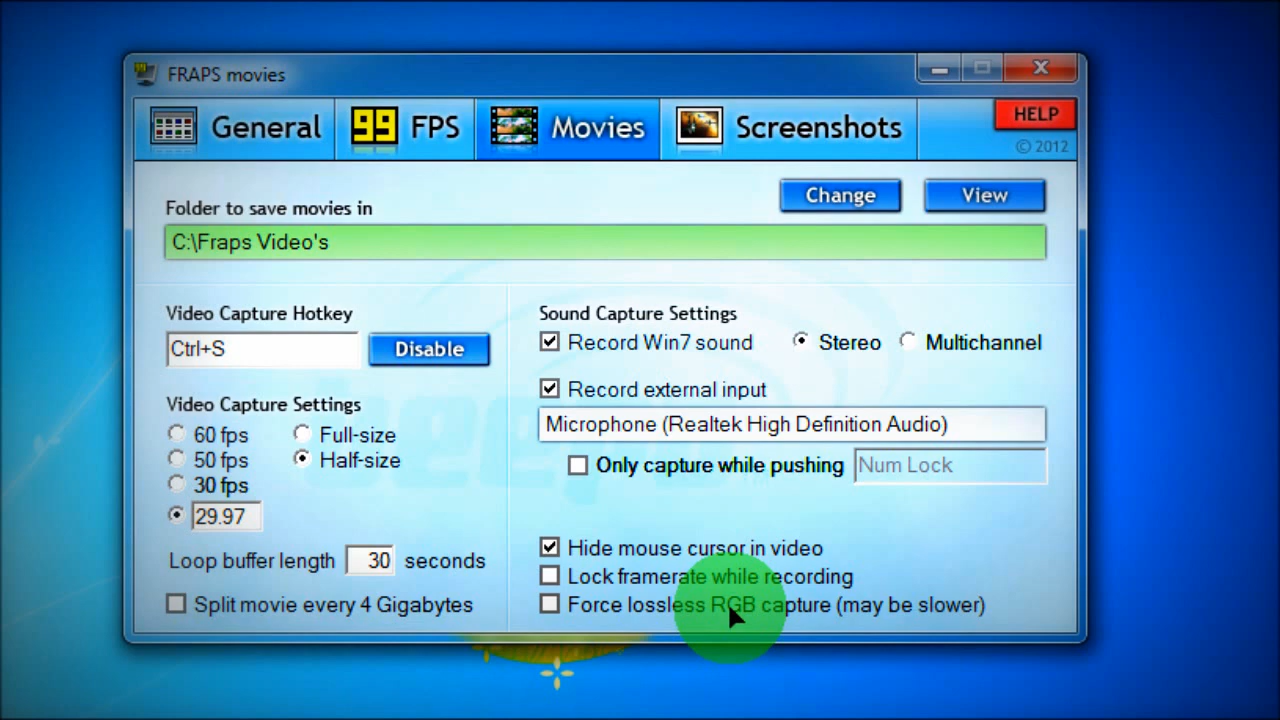 FRAPS movies
General
99 FPS
Movies
Screenshots
HELP
© 2012
Folder to save movies in
Change
View
C:\Fraps Video's
Video Capture Hotkey
Ctrl+S
Disable
Video Capture Settings
60 fps
Full-size
50 fps
Half-size
30 fps
29.97
Loop buffer length 30 seconds
Split movie every 4 Gigabytes
Sound Capture Settings
Record Win7 sound
Stereo
Multichannel
Record external input
Microphone (Realtek High Definition Audio)
Only capture while pushing Num Lock
Hide mouse cursor in video
Lock framerate while recording
Force lossless RGB capture (may be slower)